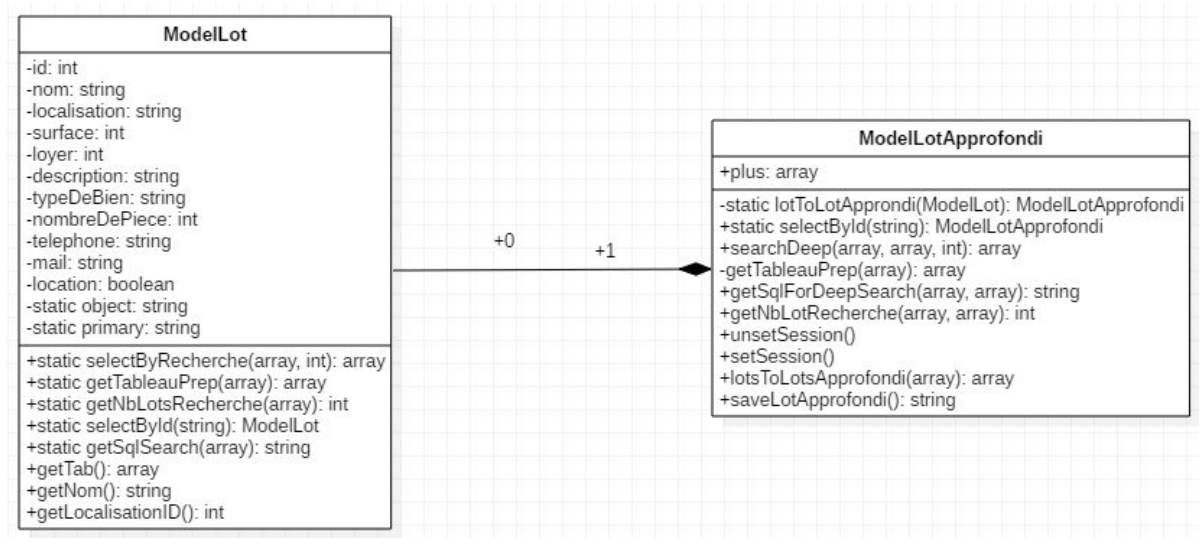 ModelLot
-id: int
-nom: string
-localisation: string
-surface: int
-loyer: int
-description: string
-typeDeBien: string
-nombreDePiece: int
-telephone: string
-mail: string
-location: boolean
-static object: string
-static primary: string
+static selectByRecherche(array, int): array
+static getTableauPrep(array): array
+static getNbLotsRecherche(array): int
+static selectById(string): ModelLot
+static getSqlSearch(array): string
+getTab(): array
+getNom(): string
+getLocalisationID(): int
+0
+1
ModelLotApprofondi
+plus: array
-static lotToLotApprondi(ModelLot): ModelLotApprofondi
+static selectById(string): ModelLotApprofondi
+searchDeep(array, array, int): array
-getTableauPrep(array): array
+getSqlForDeepSearch(array, array): string
+getNbLotRecherche(array, array): int
+unsetSession()
+setSession()
+lotsToLotsApprofondi(array): array
+saveLotApprofondi(): string